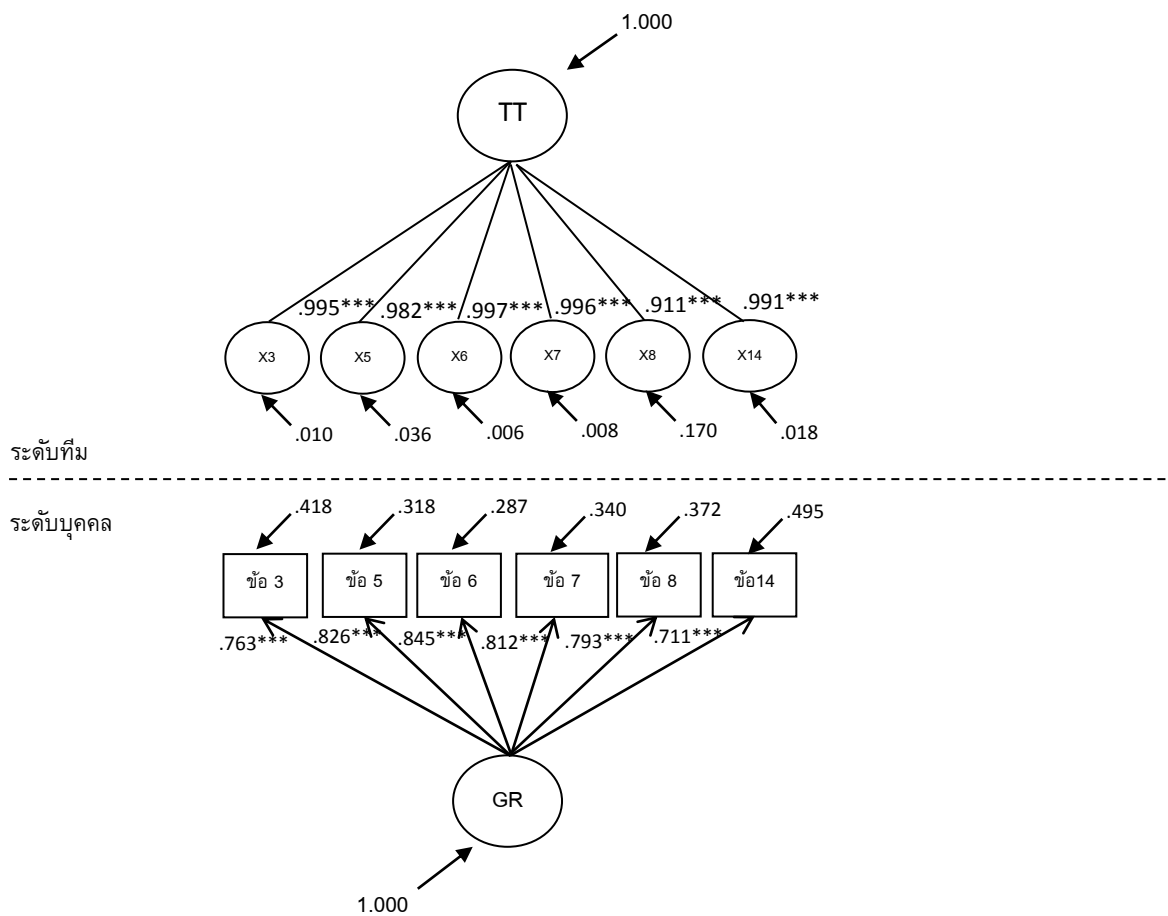 1.000
TT
.995*** .982*** .997*** .996*** .911*** .991***
X3 X5 X6 X7 X8 X14
.010 .036 .006 .008 .170 .018
ระดับทีม
ระดับบุคคล
.418 .318 .287 .340 .372 .495
ข้อ 3 ข้อ 5 ข้อ 6 ข้อ 7 ข้อ 8 ข้อ14
.763*** .826*** .845*** .812*** .793*** .711***
GR
1.000